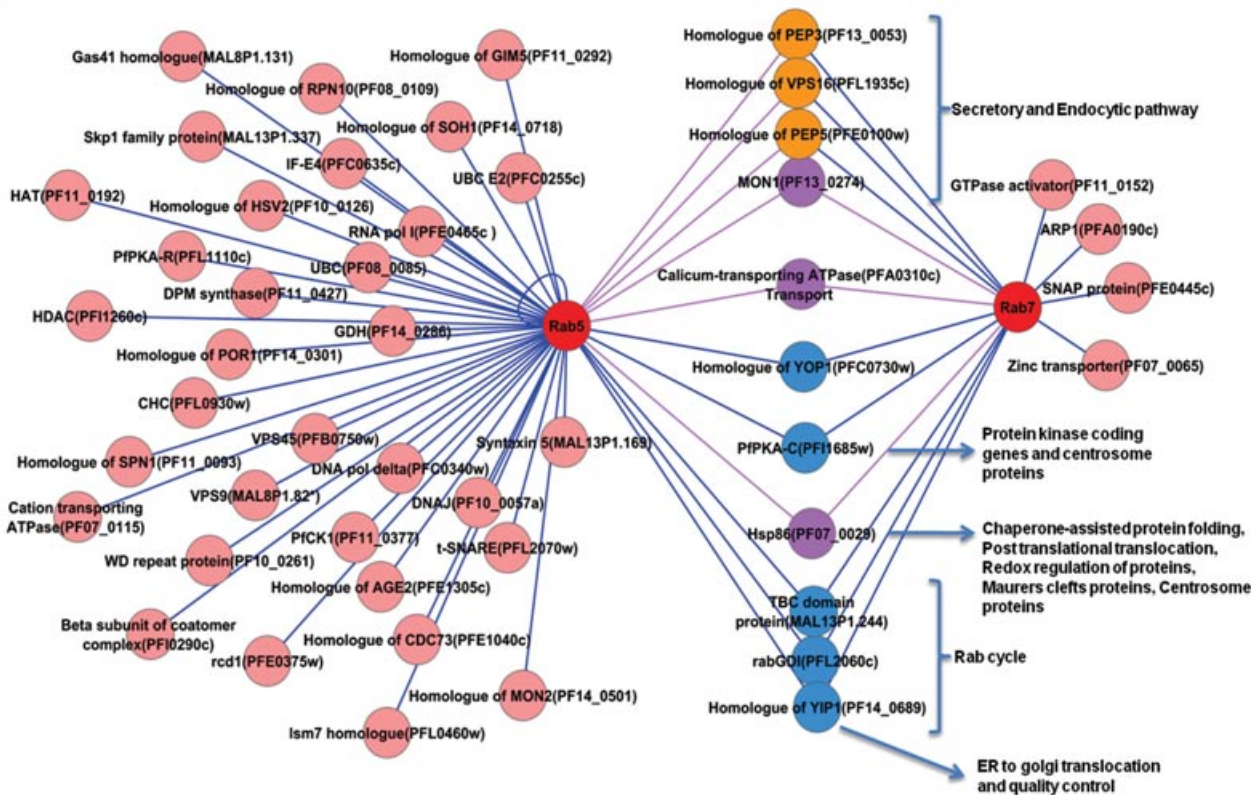 Gas41 homologue(MAL8P1.131)
Homologue of GIM5(PF11_0292)
Homologue of RPN10(PF08_0109)
Skp1 family protein(MAL13P1.337)
Homologue of SOH1(PF14_0718)
IF-E4(PFC0635c)
UBC E2(PFC0255c)
HAT(PF11_0192)
Homologue of HSV2(PF10_0126)
RNA pol I(PFE0465c )
PfPKA-R(PFL1110c)
UBC(PF08_0085)
DPM synthase(PF11_0427)
HDAC(PFI1260c)
GDH(PF14_0286)
Rab5
Homologue of POR1(PF14_0301)
CHC(PFL0930w)
VPS45(PFB0750w)
Syntaxin 5(MAL13P1.169)
Homologue of SPN1(PF11_0093)
DNA pol delta(PFC0340w)
VPS9(MAL8P1.82*)
DNAJ(PF10_0057a)
Cation transporting
ATPase(PF07_0115)
PfCK1(PF11_0377)
t-SNARE(PFL2070w)
WD repeat protein(PF10_0261)
Homologue of AGE2(PFE1305c)
Beta subunit of coatomer
complex(PFI0290c)
Homologue of CDC73(PFE1040c)
rcd1(PFE0375w)
Homologue of MON2(PF14_0501)
lsm7 homologue(PFL0460w)
Homologue of PEP3(PF13_0053)
Homologue of VPS16(PFL1935c)
Homologue of PEP5(PFE0100w)
MON1(PF13_0274)
Secretory and Endocytic pathway
Calicum-transporting ATPase(PFA0310c)
Transport
Homologue of YOP1(PFC0730w)
PfPKA-C(PFI1685w)
Protein kinase coding
genes and centrosome
proteins
Hsp86(PF07_0029)
Chaperone-assisted protein folding,
Post translational translocation,
Redox regulation of proteins,
Maurers clefts proteins, Centrosome
proteins
TBC domain
protein(MAL13P1.244)
rabGDI(PFL2060c)
Homologue of YIP1(PF14_0689)
Rab cycle
ER to golgi translocation
and quality control
GTPase activator(PF11_0152)
ARP1(PFA0190c)
SNAP protein(PFE0445c)
Rab7
Zinc transporter(PF07_0065)